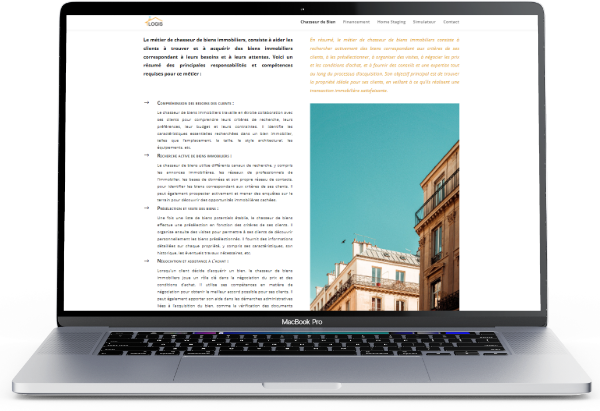 LOGIS
Chasseur de Bien Financement Home Staging Simulateur Contact
Le métier de chasseur de biens immobiliers, consiste à aider les
clients à trouver et à acquérir des biens immobiliers
correspondant à leurs besoins et à leurs attentes. Voici un
résumé des principales responsabilités et compétences
requises pour ce métier :
→ Compréhension des besoins des clients :
Le chasseur de biens immobiliers travaille en étroite collaboration avec
ses clients pour comprendre leurs critères de recherche, leurs
préférences, leur budget et leurs contraintes. Il identifie les
caractéristiques essentielles recherchées dans un bien immobilier,
telles que l'emplacement, la taille, le style architectural, les
équipements, etc.
→ Recherche active de biens immobiliers :
Le chasseur de biens utilise différents canaux de recherche, y compris
les annonces immobilières, les réseaux de professionnels de
l'immobilier, les bases de données et son propre réseau de contacts,
pour identifier les biens correspondant aux critères de ses clients. Il
peut également prospecter activement et mener des enquêtes sur le
terrain pour découvrir des opportunités immobilières cachées.
→ Présélection et visite des biens :
Une fois une liste de biens potentiels établie, le chasseur de biens
effectue une présélection en fonction des critères de ses clients. Il
organise ensuite des visites pour permettre à ses clients de découvrir
personnellement les biens présélectionnés. Il fournit des informations
détaillées sur chaque propriété, y compris ses caractéristiques, son
historique, les éventuels travaux nécessaires, etc.
→ Négociation et assistance à l'achat :
Lorsqu'un client décide d'acquérir un bien, le chasseur de biens
immobiliers joue un rôle clé dans la négociation du prix et des
conditions d'achat. Il utilise ses compétences en matière de
négociation pour obtenir le meilleur accord possible pour ses clients. Il
peut également apporter son aide dans les démarches administratives
liées à l'acquisition du bien, comme la vérification des documents
En résumé, le métier de chasseur de biens immobiliers consiste à
rechercher activement des biens correspondant aux critères de ses
clients, à les présélectionner, à organiser des visites, à négocier les prix
et les conditions d'achat, et à fournir des conseils et une expertise tout
au long du processus d'acquisition. Son objectif principal est de trouver
la propriété idéale pour ses clients, en veillant à ce qu'ils réalisent une
transaction immobilière satisfaisante.
MacBook Pro